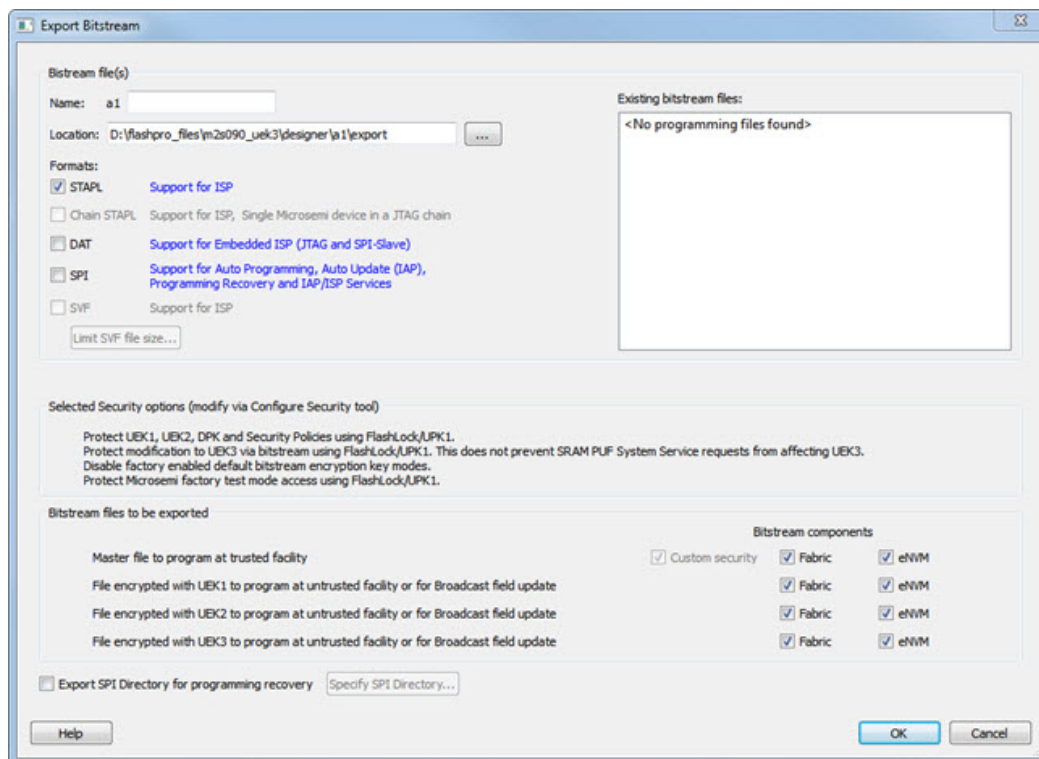 Export Bitstream
Bistream file(s)
Name: a1
Existing bitstream files:
<No programming files found>
Location: D:\flashpro_files\m2s090_uek3\designer\a1\export
...
Formats:
STAPL Support for ISP
Chain STAPL Support for ISP, Single Microsemi device in a JTAG chain
DAT Support for Embedded ISP (JTAG and SPI-Slave)
SPI Support for Auto Programming, Auto Update (IAP),
Programming Recovery and IAP/ISP Services
SVF Support for ISP
Limit SVF file size...
Selected Security options (modify via Configure Security tool)
Protect UEK1, UEK2, DPK and Security Policies using FlashLock/UPK1.
Protect modification to UEK3 via bitstream using FlashLock/UPK1. This does not prevent SRAM PUF System Service requests from affecting UEK3.
Disable factory enabled default bitstream encryption key modes.
Protect Microsemi factory test mode access using FlashLock/UPK1.
Bitstream files to be exported
Bitstream components
Master file to program at trusted facility Custom security Fabric eNVM
File encrypted with UEK1 to program at untrusted facility or for Broadcast field update Fabric eNVM
File encrypted with UEK2 to program at untrusted facility or for Broadcast field update Fabric eNVM
File encrypted with UEK3 to program at untrusted facility or for Broadcast field update Fabric eNVM
Export SPI Directory for programming recovery Specify SPI Directory...
Help OK Cancel